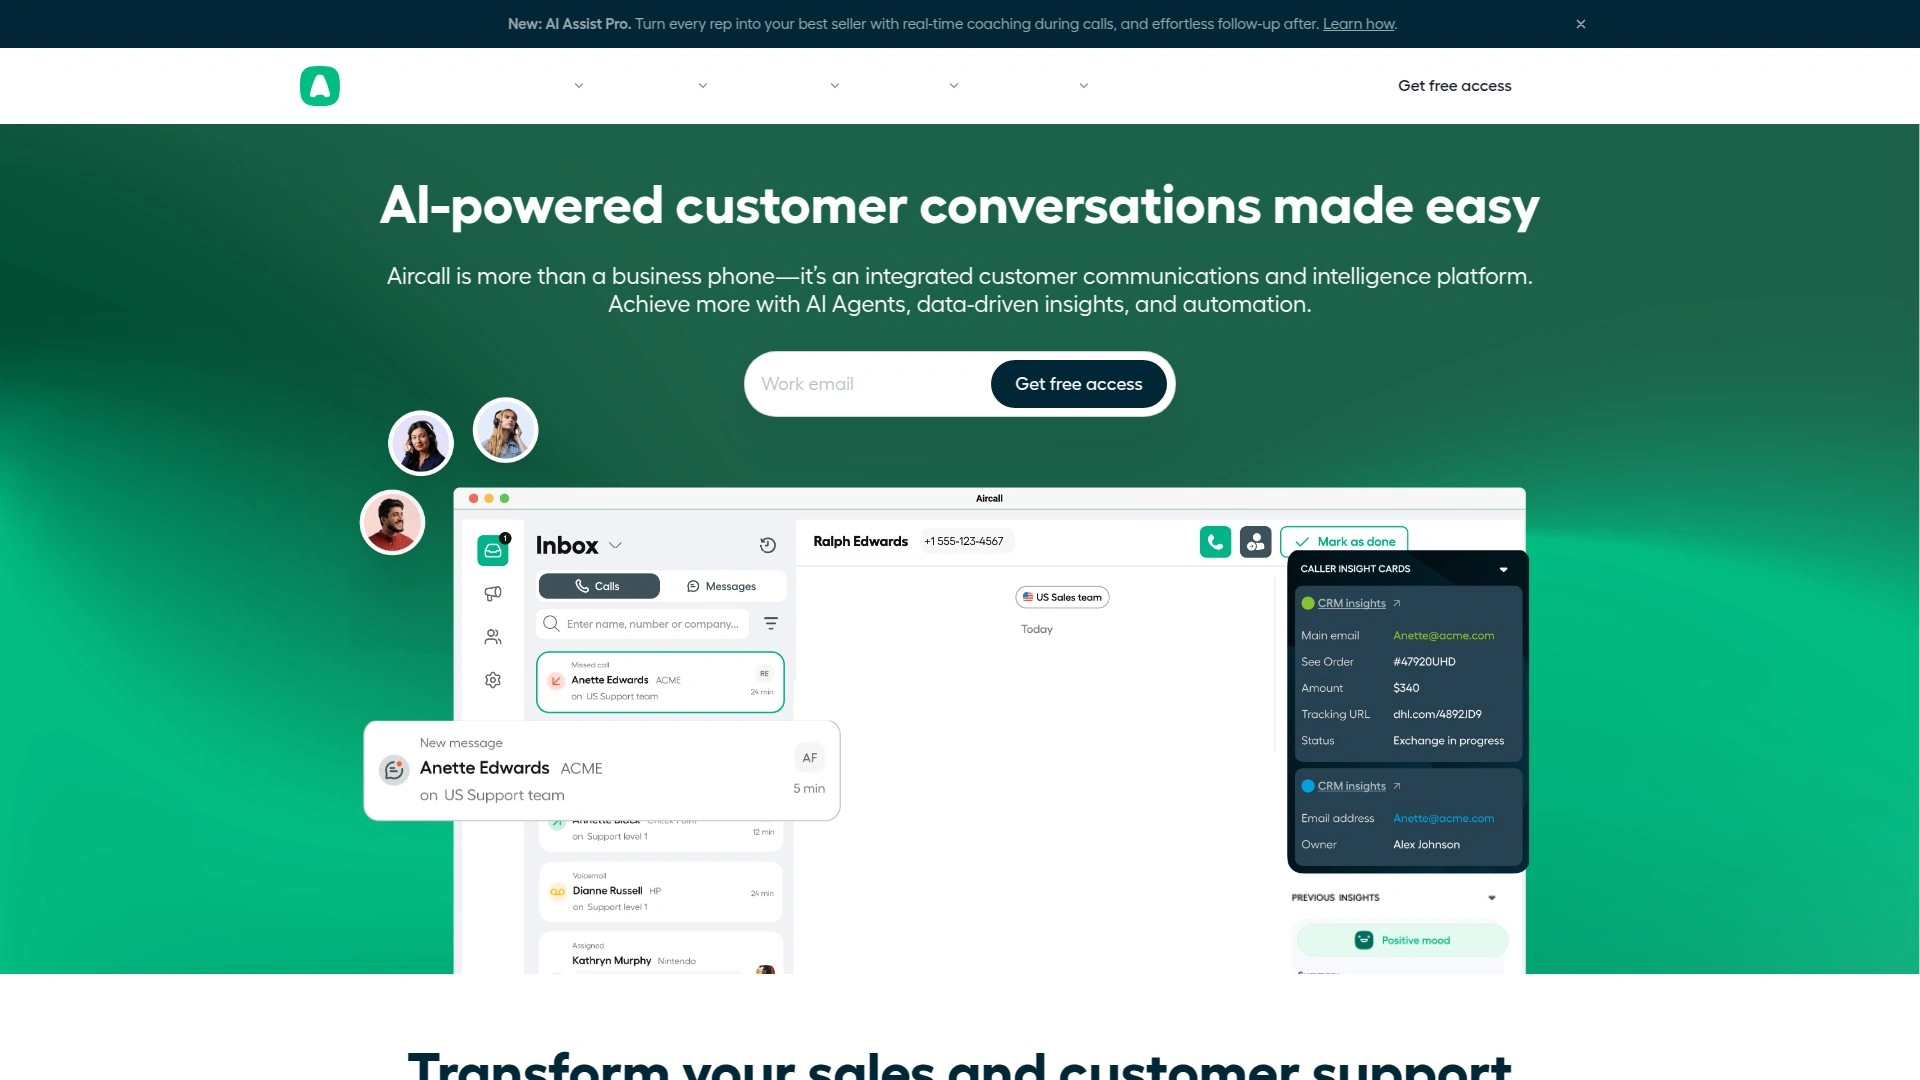 New: AI Assist Pro. Turn every rep into your best seller with real-time coaching during calls, and effortless follow-up after. Learn how.
Get free access
AI-powered customer conversations made easy
Aircall is more than a business phone—it's an integrated customer communications and intelligence platform.
Achieve more with AI Agents, data-driven insights, and automation.
Work email
Get free access
Aircall
1
Inbox
Calls
Messages
Enter name, number or company...
Missed call
Anette Edwards ACME
on US Support team
RE
24 min
New message
Anette Edwards ACME
on US Support team
AF
5 min
on Support level 1
12 min
Voicemail
Dianne Russell HP
on Support level 1
24 min
Assigned
Kathryn Murphy Nintendo
Ralph Edwards +1 555-123-4567
Mark as done
US Sales team
Today
CALLER INSIGHT CARDS
CRM insights
Main email Anette@acme.com
See Order #47920UHD
Amount $340
Tracking URL dhl.com/4892JD9
Status Exchange in progress
CRM insights
Email address Anette@acme.com
Owner Alex Johnson
PREVIOUS INSIGHTS
Positive mood
Transform your sales and customer support